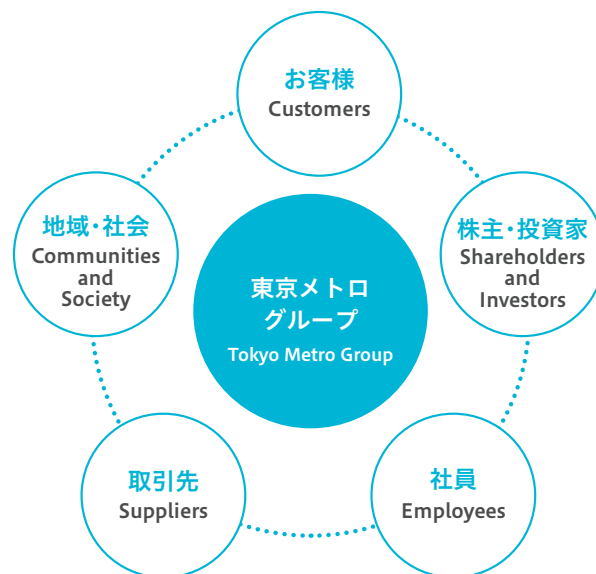 お客様
Customers
地域・社会
Communities
and
Society
株主・投資家
Shareholders
and
Investors
東京メトロ
グループ
Tokyo Metro Group
取引先
Suppliers
社員
Employees